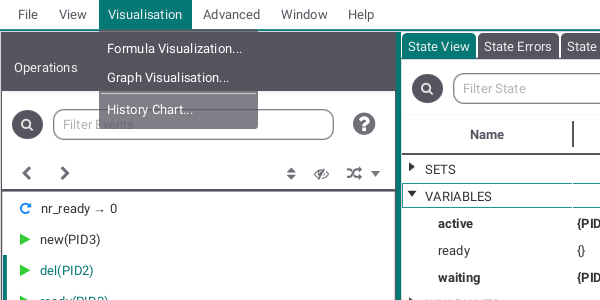 File View Visualisation Advanced Window Help
Formula Visualization...
Graph Visualisation...
History Chart...
Operations
Filter Events
nr_ready → 0
new(PID3)
del(PID2)
ready(PID2)
State View State Errors State
Filter State
Name
SETS
VARIABLES
active {PID
ready {}
waiting {PID